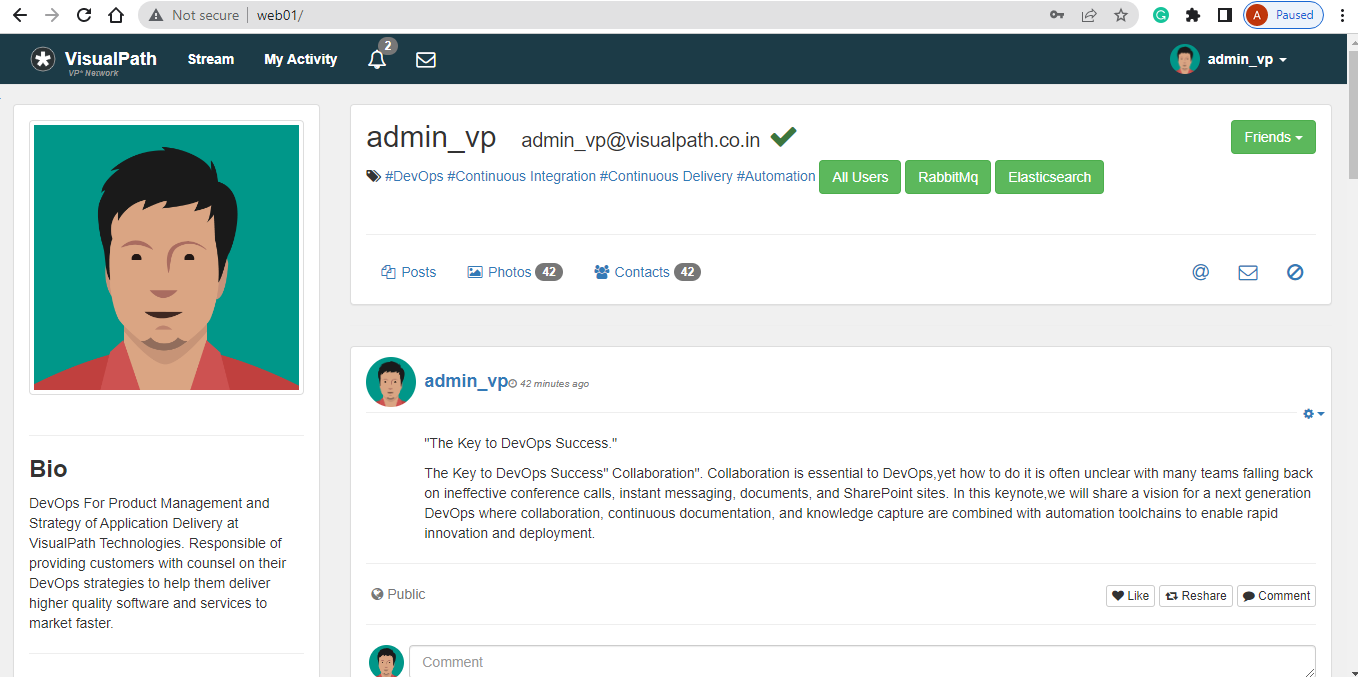 Not secure web01/ A Paused
VisualPath Stream My Activity 2 admin_vp
VP* Network
admin_vp admin_vp@visualpath.co.in Friends
#DevOps #Continuous Integration #Continuous Delivery #Automation All Users RabbitMq Elasticsearch
Posts Photos 42 Contacts 42 @
admin_vp 42 minutes ago
"The Key to DevOps Success."
The Key to DevOps Success" Collaboration". Collaboration is essential to DevOps,yet how to do it is often unclear with many teams falling back
on ineffective conference calls, instant messaging, documents, and SharePoint sites. In this keynote,we will share a vision for a next generation
DevOps where collaboration, continuous documentation, and knowledge capture are combined with automation toolchains to enable rapid
innovation and deployment.
Public Like Reshare Comment
Comment
Bio
DevOps For Product Management and
Strategy of Application Delivery at
VisualPath Technologies. Responsible of
providing customers with counsel on their
DevOps strategies to help them deliver
higher quality software and services to
market faster.